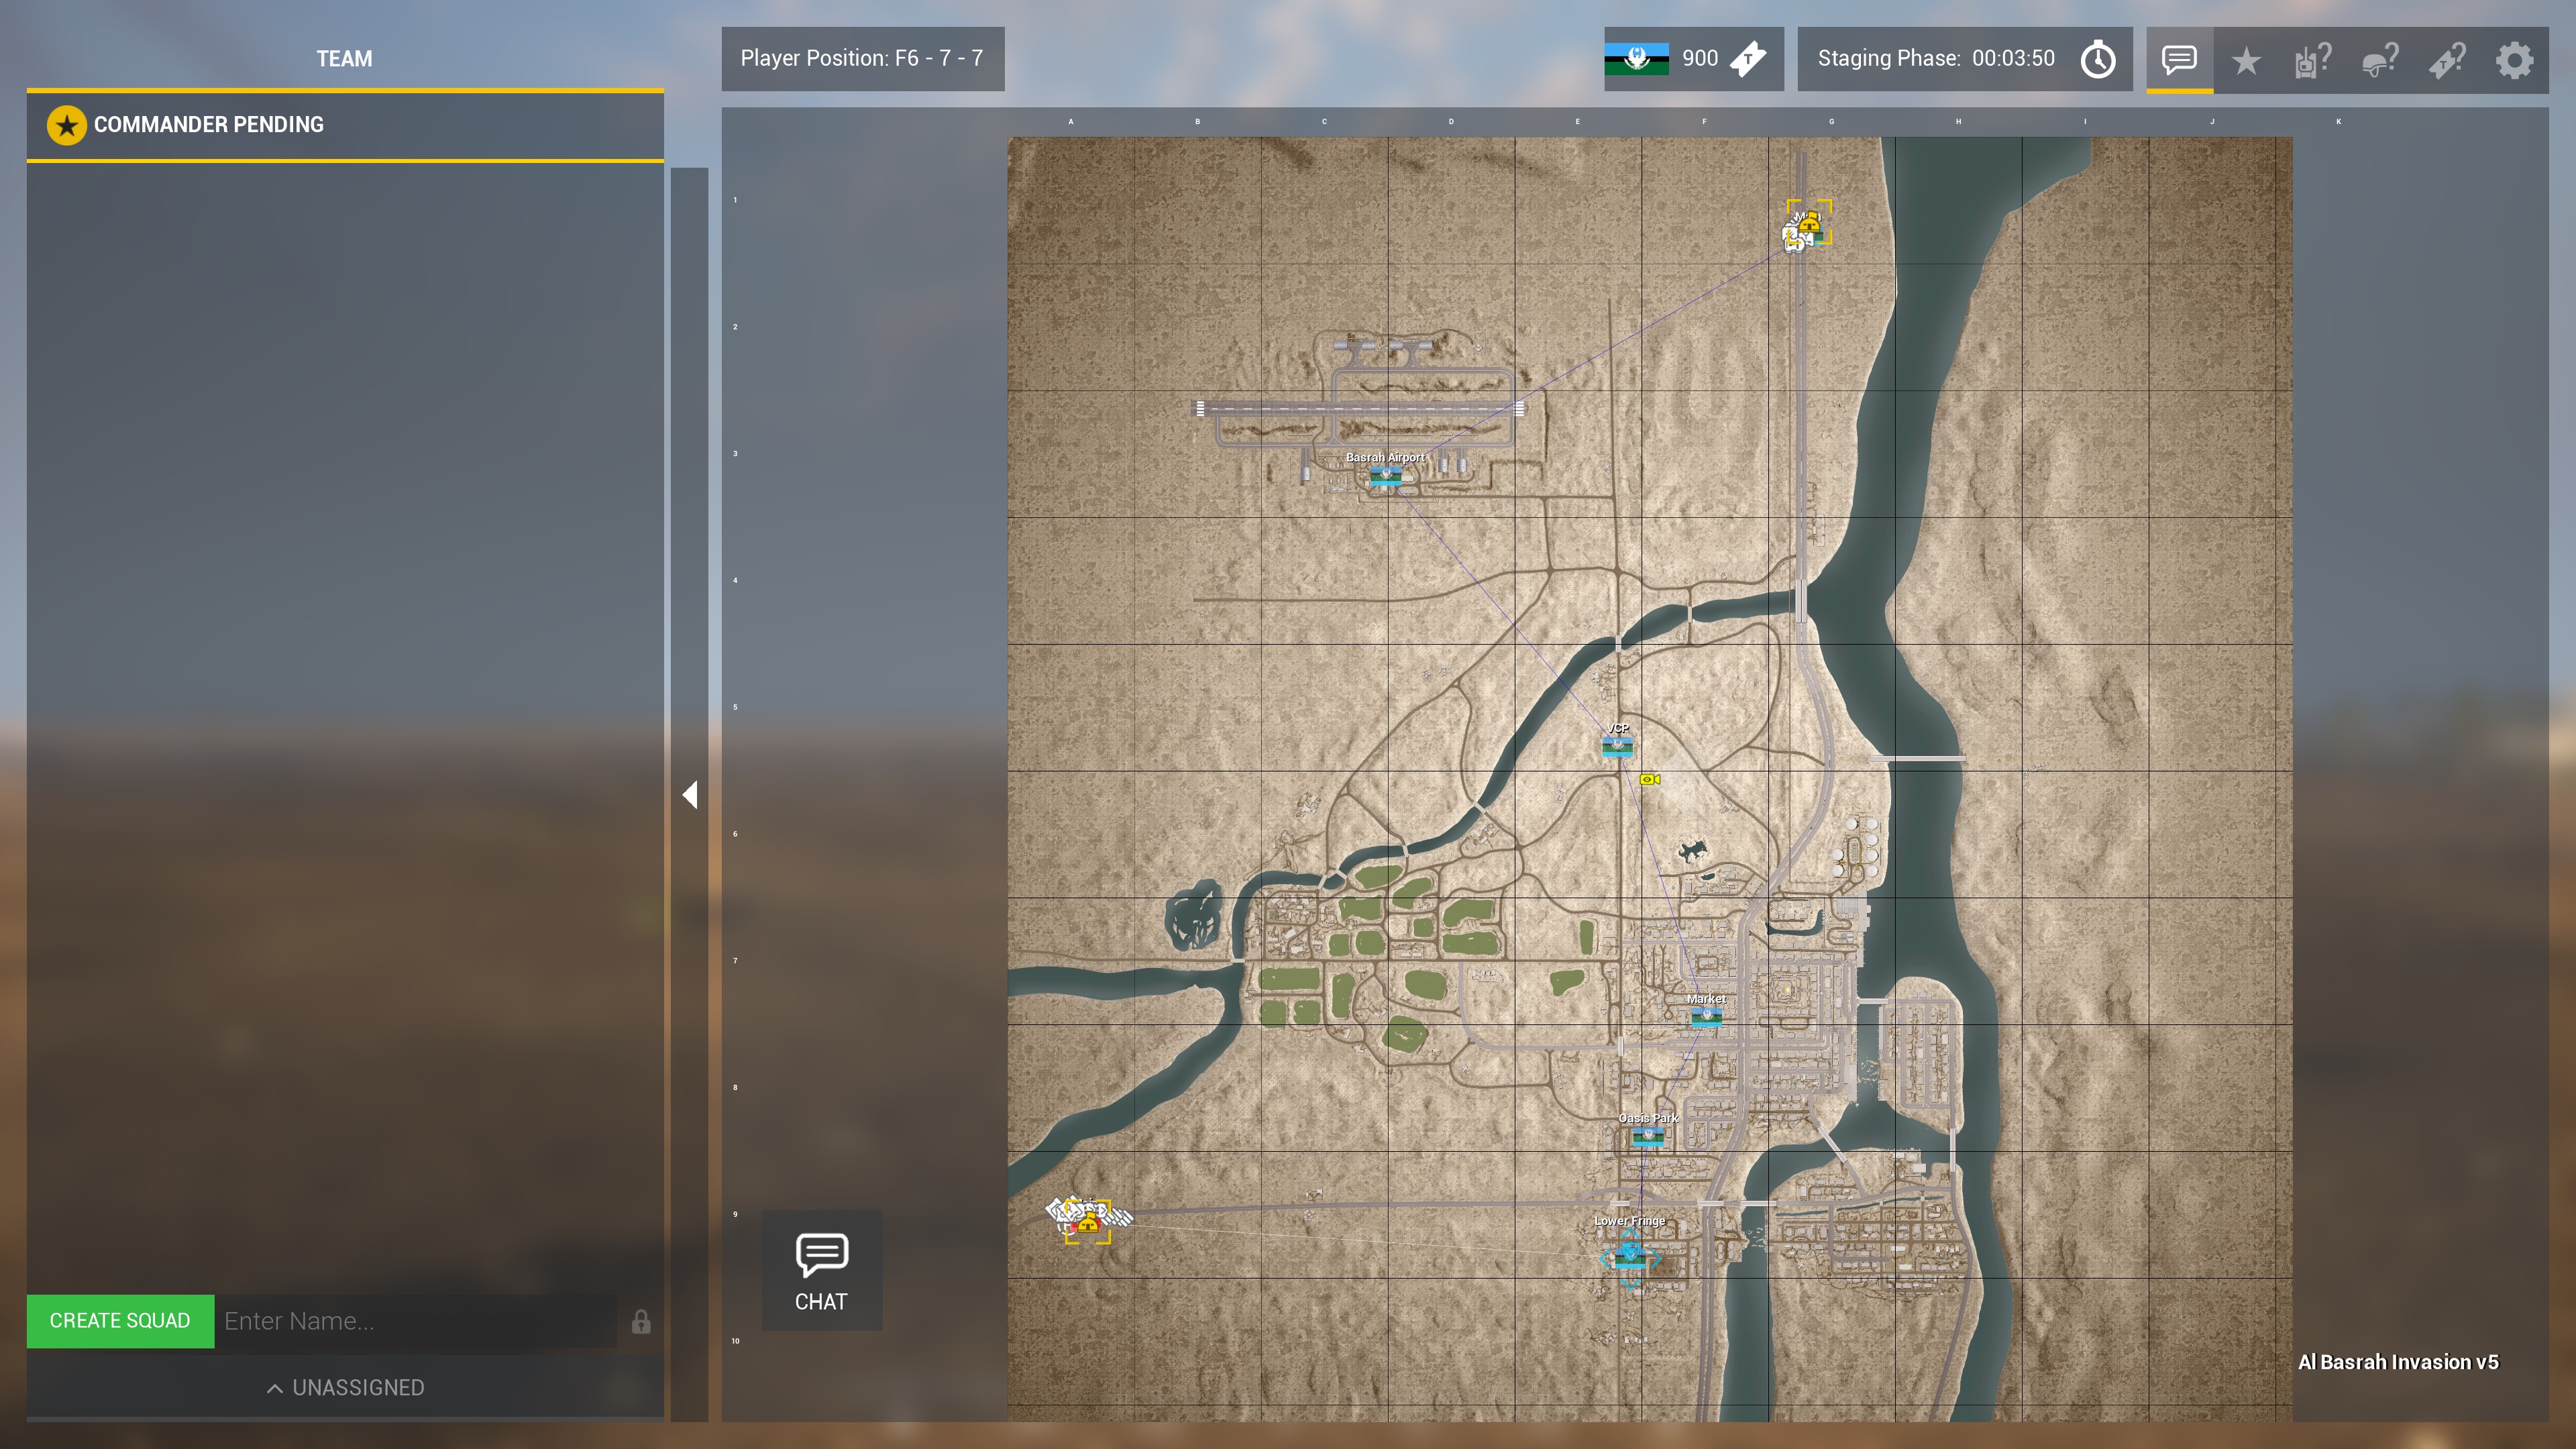 TEAM
Player Position: F6 - 7 - 7
900
T
Staging Phase: 00:03:50
?
?
T?
COMMANDER PENDING
A B C D E F G H I J K
1
2
3
Basrah Airport
4
5
VCP
6
7
Market
8
Oasis Park
9
Lower Fringe
CHAT
CREATE SQUAD Enter Name...
10
Al Basrah Invasion v5
UNASSIGNED